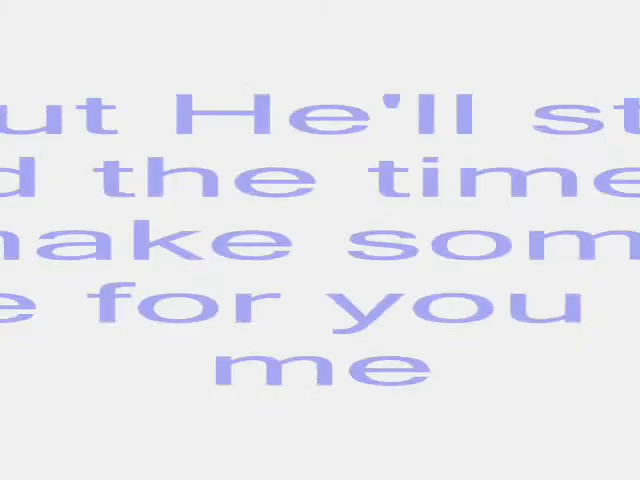 ut He'll st
d the time
make som
e for you
me